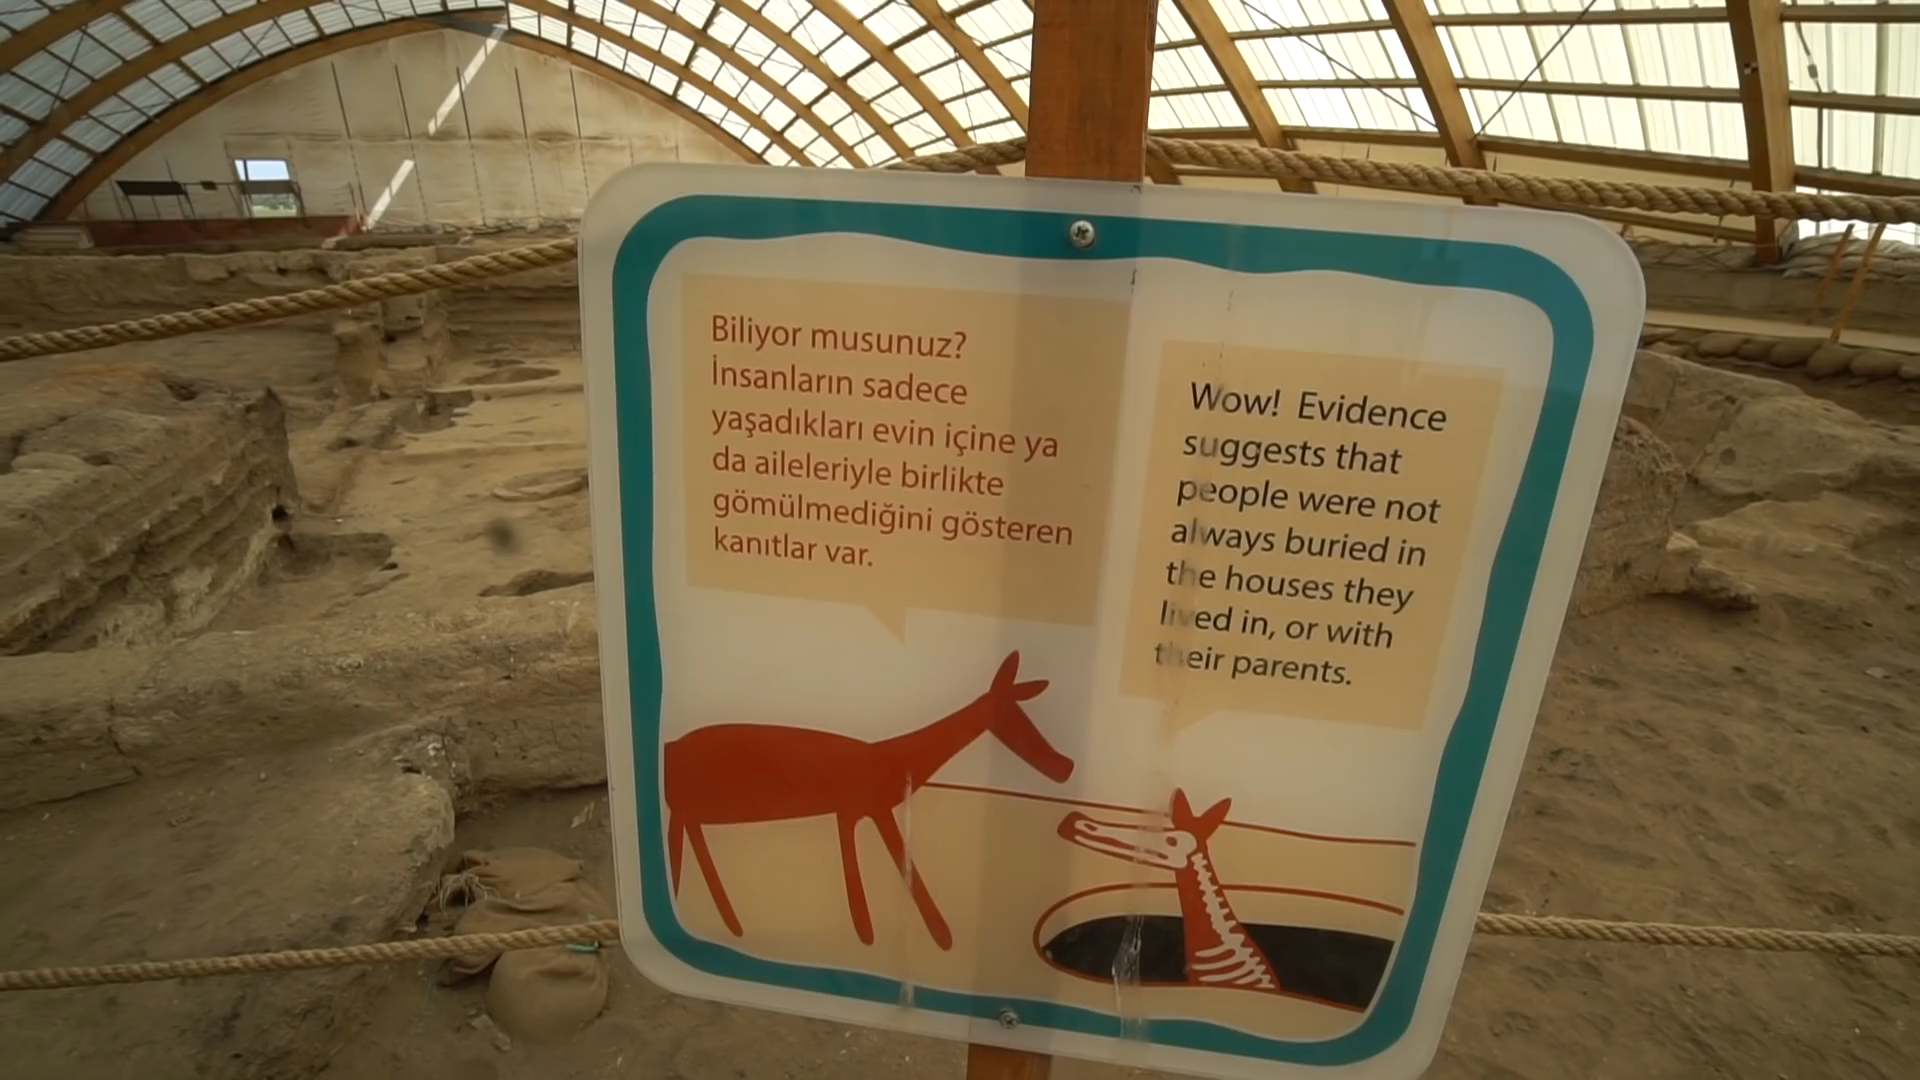 Biliyor musunuz?
İnsanların sadece
yaşadıkları evin içine ya
da aileleriyle birlikte
gömülmediğini gösteren
kanıtlar var.
Wow! Evidence
suggests that
people were not
always buried in
the houses they
lived in, or with
their parents.